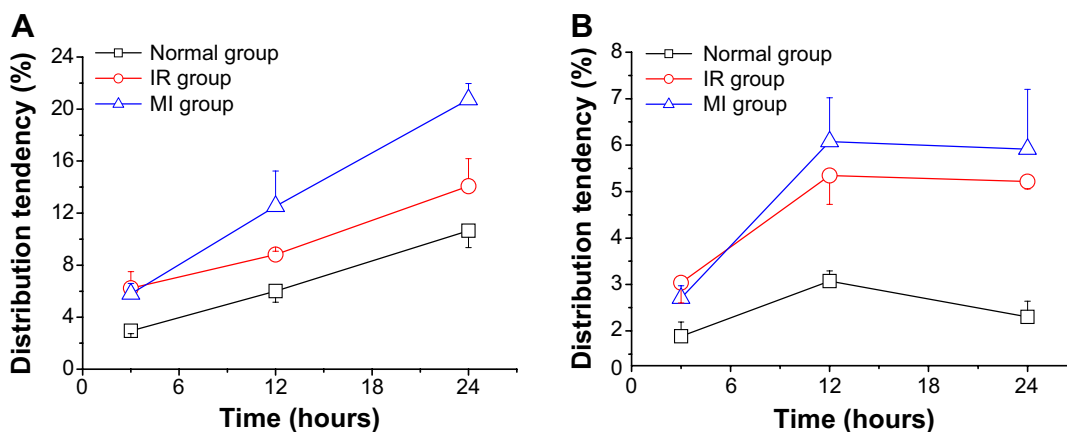 A
Distribution tendency (%)
24
20
16
12
8
4
0
Normal group
IR group
MI group
0 6 12 18 24
Time (hours)
B
Distribution tendency (%)
8
7
6
5
4
3
2
0
Normal group
IR group
MI group
0 6 12 18 24
Time (hours)